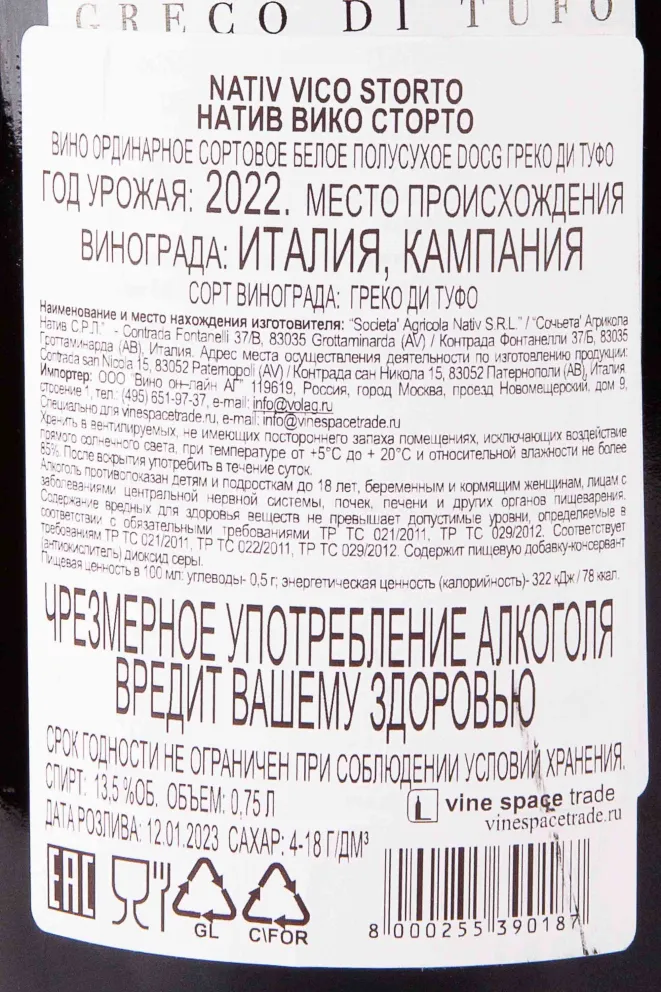 GRECO DI TUFO
NATIV VICO STORTO
НАТИВ ВИКО СТОРТО
ВИНО ОРДИНАРНОЕ СОРТОВОЕ БЕЛОЕ ПОЛУСУХОЕ DOCG ГРЕКО ДИ ТУФО
ГОД УРОЖАЯ: 2022. МЕСТО ПРОИСХОЖДЕНИЯ
ВИНОГРАДА: ИТАЛИЯ, КАМПАНИЯ
СОРТ ВИНОГРАДА: ГРЕКО ДИ ТУФО
Наименование и место нахождения изготовителя: "Societa' Agricola Nativ S.R.L." / "Сочьета' Агрикола
Натив С.Р.Л." - Contrada Fontanelli 37/B, 83035 Grottaminarda (AV) / Контрада Фонтанелли 37/Б, 83035
Гроттаминарда (АВ), Италия. Адрес места осуществления деятельности по изготовлению продукции:
Contrada san Nicola 15, 83052 Paternopoli (AV) / Контрада сан Никола 15, 83052 Патернополи (АВ), Италия.
Импортер: ООО "Вино он-лайн АГ" 119619, Россия, город Москва, проезд Новомещерский, дом 9,
строение 1, тел.: (495) 651-97-37, e-mail: info@volag.ru
Специально для vinespacetrade.ru, e-mail: info@vinespacetrade.ru
Хранить в вентилируемых, не имеющих постороннего запаха помещениях, исключающих воздействие
прямого солнечного света, при температуре от +5°С до + 20°С и относительной влажности не более
85%. После вскрытия употребить в течение суток.
Алкоголь противопоказан детям и подросткам до 18 лет, беременным и кормящим женщинам, лицам с
заболеваниями центральной нервной системы, почек, печени и других органов пищеварения.
Содержание вредных для здоровья веществ не превышает допустимые уровни, определяемые в
соответствии с обязательными требованиями ТР ТС 021/2011, ТР ТС 029/2012. Соответствует
требованиям ТР ТС 021/2011, ТР ТС 022/2011, ТР ТС 029/2012. Содержит пищевую добавку-консервант
(антиокислитель) диоксид серы.
Пищевая ценность в 100 мл: углеводы- 0,5 г; энергетическая ценность (калорийность)- 322 кДж / 78 ккал.
ЧРЕЗМЕРНОЕ УПОТРЕБЛЕНИЕ АЛКОГОЛЯ
ВРЕДИТ ВАШЕМУ ЗДОРОВЬЮ
СРОК ГОДНОСТИ НЕ ОГРАНИЧЕН ПРИ СОБЛЮДЕНИИ УСЛОВИЙ ХРАНЕНИЯ.
СПИРТ: 13,5 %ОБ. ОБЪЕМ: 0,75 Л
ДАТА РОЗЛИВА: 12.01.2023 САХАР: 4-18 Г/ДМ³
vine space trade
vinespacetrade.ru
EAC
GL
C\FOR
8 000255 390187